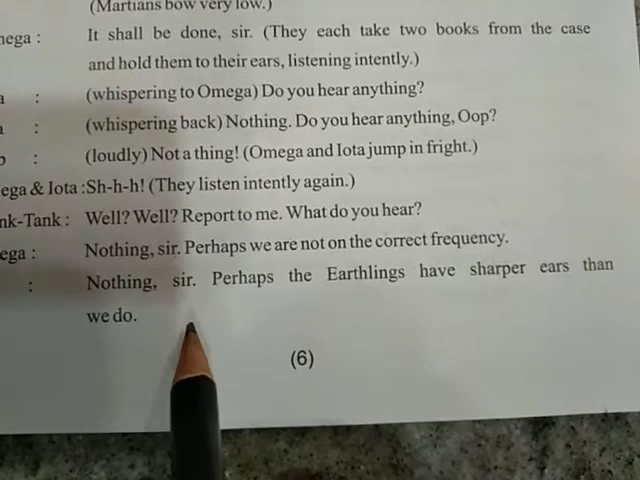 (Martians bow very low.)
ega : It shall be done, sir. (They each take two books from the case
and hold them to their ears, listening intently.)
a : (whispering to Omega) Do you hear anything?
: (whispering back) Nothing. Do you hear anything, Oop?
: (loudly) Not a thing! (Omega and Iota jump in fright.)
ega & Iota : Sh-h-h! (They listen intently again.)
nk-Tank : Well? Well? Report to me. What do you hear?
ega : Nothing, sir. Perhaps we are not on the correct frequency.
: Nothing, sir. Perhaps the Earthlings have sharper ears than
we do.
(6)